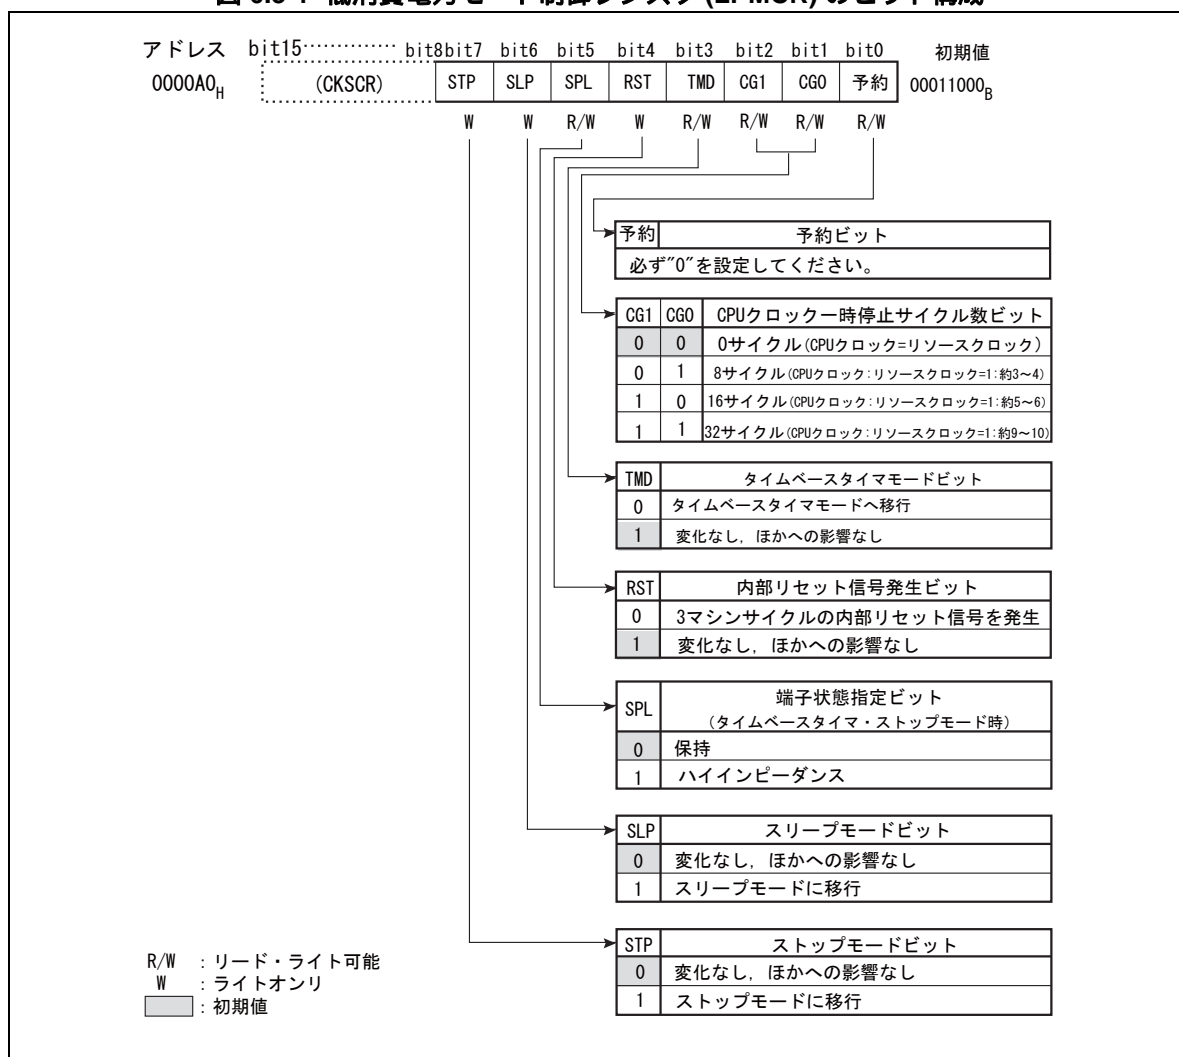 アドレス bit15 bit8bit7 bit6 bit5 bit4 bit3 bit2 bit1 bit0 初期値
0000A0H (CKSCR) STP SLP SPL RST TMD CG1 CG0 予約 00011000B
W W R/W W R/W R/W R/W R/W
予約 予約ビット
必ず"0"を設定してください。
CG1 CG0 CPUクロック一時停止サイクル数ビット
0 0 0サイクル(CPUクロック=リソースクロック)
0 1 8サイクル(CPUクロック:リソースクロック=1:約3~4)
1 0 16サイクル(CPUクロック:リソースクロック=1:約5~6)
1 1 32サイクル(CPUクロック:リソースクロック=1:約9~10)
TMD タイムベースタイマモードビット
0 タイムベースタイマモードへ移行
1 変化なし, ほかへの影響なし
RST 内部リセット信号発生ビット
0 3マシンサイクルの内部リセット信号を発生
1 変化なし, ほかへの影響なし
SPL 端子状態指定ビット
(タイムベースタイマ・ストップモード時)
0 保持
1 ハイインピーダンス
SLP スリープモードビット
0 変化なし, ほかへの影響なし
1 スリープモードに移行
STP ストップモードビット
0 変化なし, ほかへの影響なし
1 ストップモードに移行
R/W :リード・ライト可能
W :ライトオンリ
:初期値